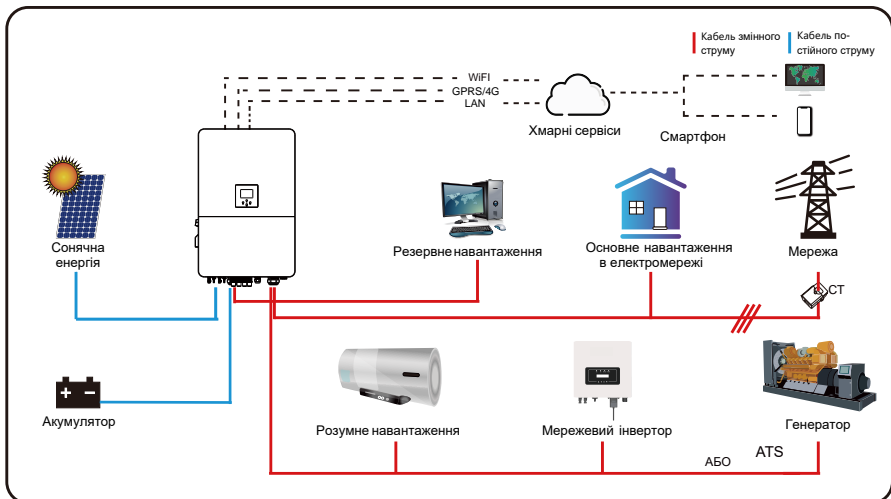 Кабель змінного
струму
Кабель по-
стійного струму
WiFI
GPRS/4G
LAN
Хмарні сервіси
Смартфон
Сонячна
енергія
Резервне навантаження
Основне навантаження
в електромережі
Мережа
CT
Акумулятор
Розумне навантаження
Мережевий інвертор
Генератор
АБО
ATS